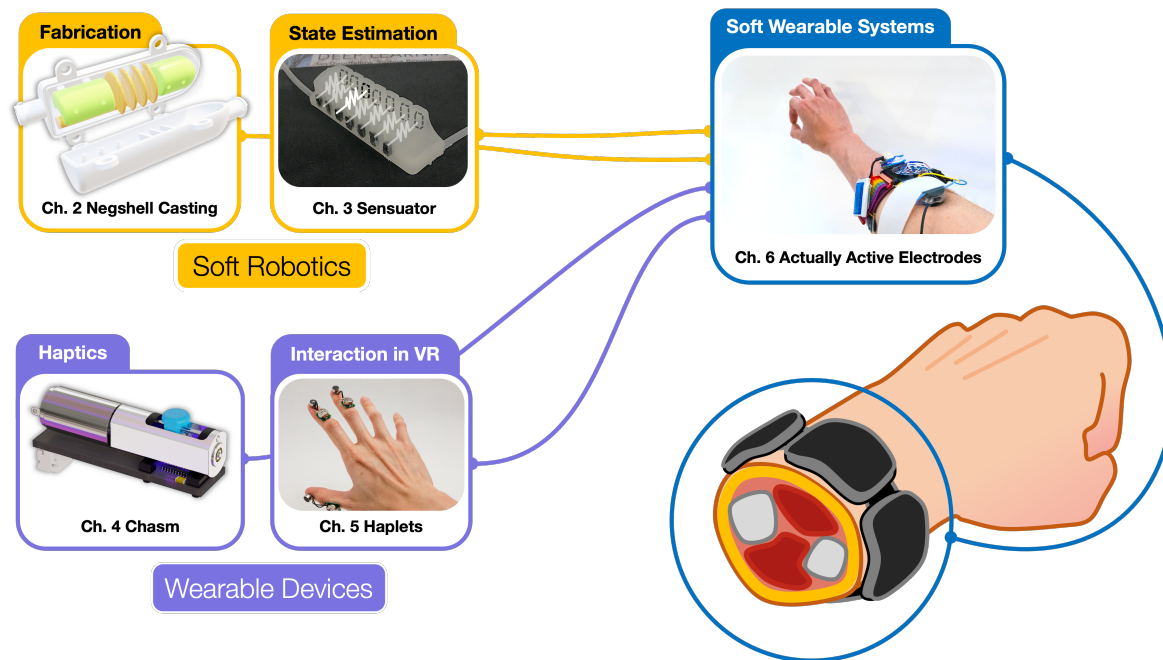 Fabrication
State Estimation
Ch. 2 Negshell Casting
Ch. 3 Sensuator
Soft Robotics
Soft Wearable Systems
Ch. 6 Actually Active Electrodes
Haptics
Interaction in VR
Ch. 4 Chasm
Ch. 5 Haplets
Wearable Devices